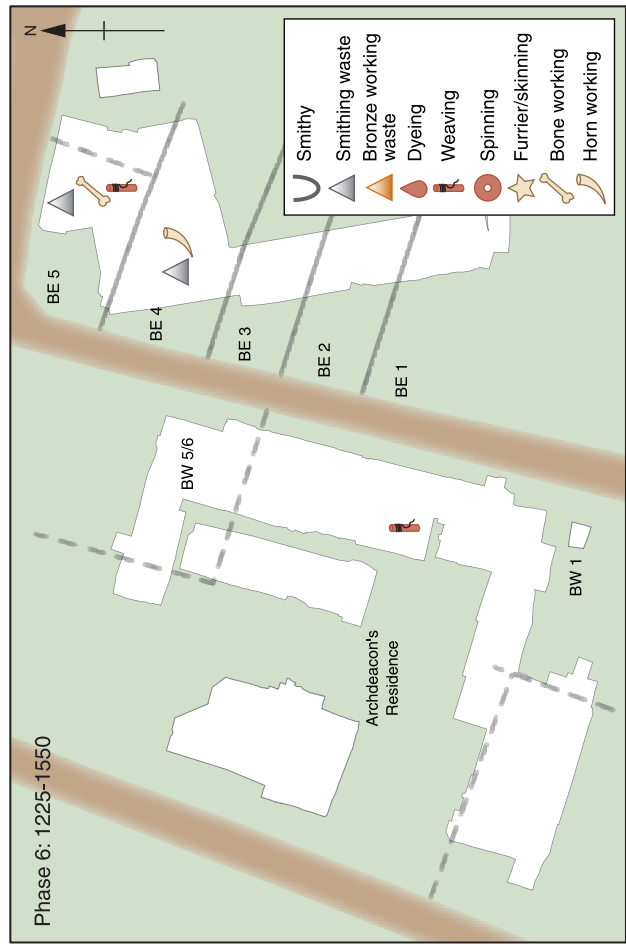 Phase 6: 1225-1550
N
BE 5
BE 4
BE 3
BE 2
BE 1
BW 5/6
BW 1
Archdeacon's
Residence
Smithy
Smithing waste
Bronze working
waste
Dyeing
Weaving
Spinning
Furrier/skinning
Bone working
Horn working